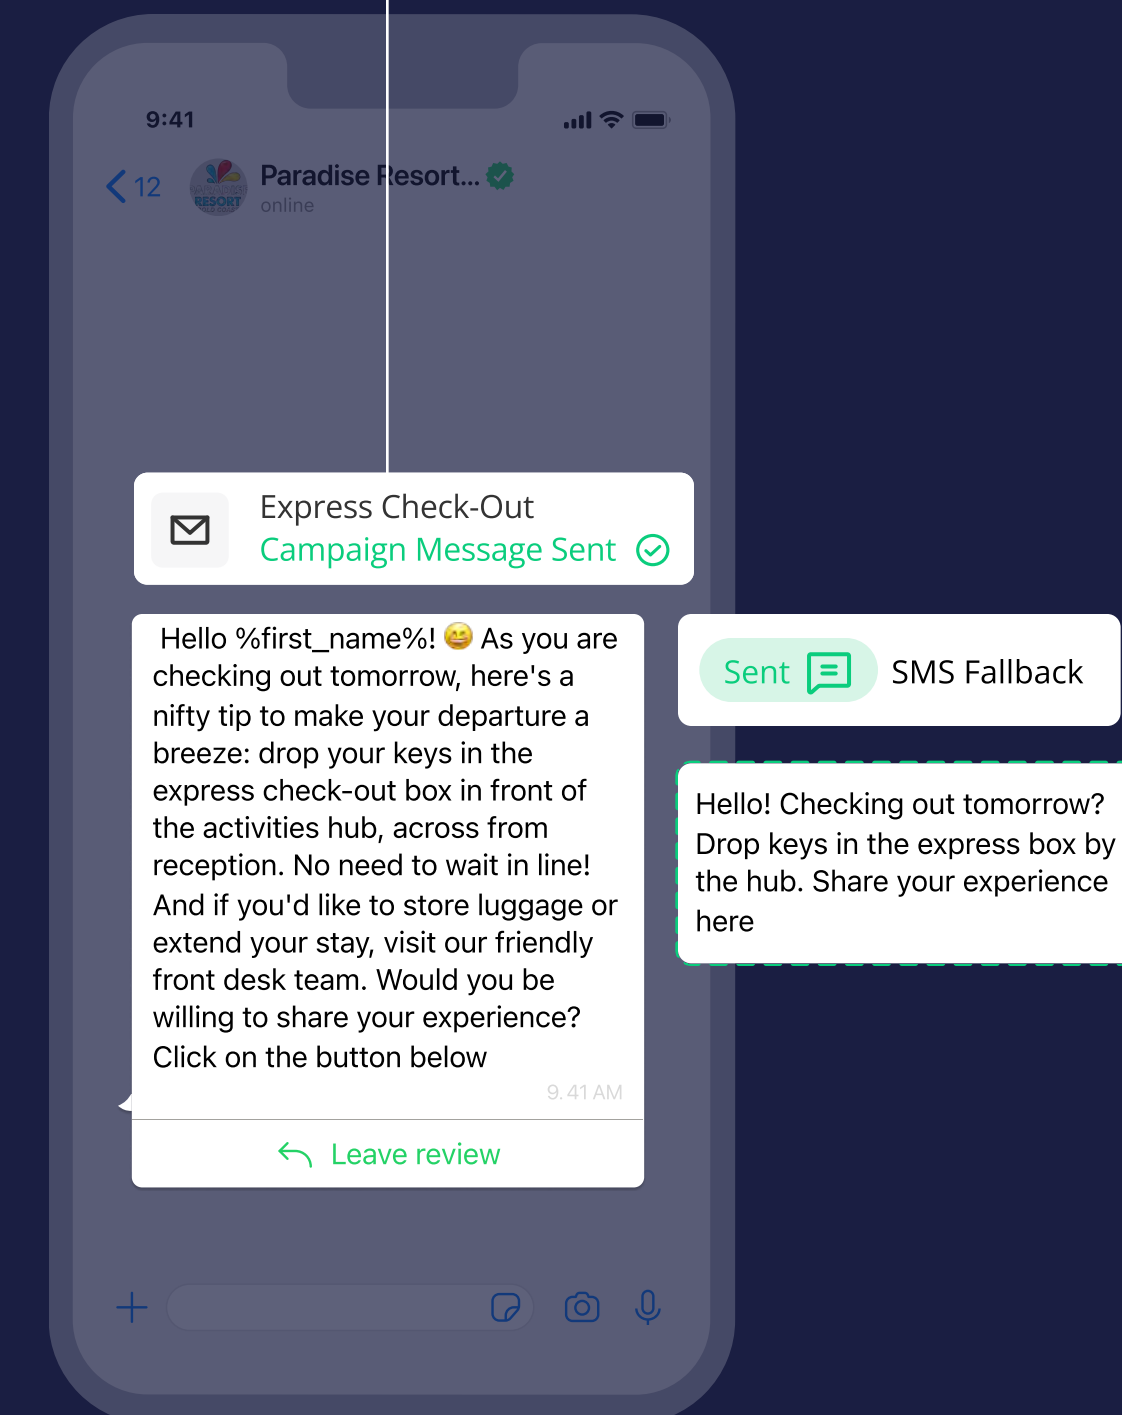 9:41
12
Paradise Resort...
online
RESORT
Express Check-Out
Campaign Message Sent
Hello %first_name%! 😄 As you are
checking out tomorrow, here's a
nifty tip to make your departure a
breeze: drop your keys in the
express check-out box in front of
the activities hub, across from
reception. No need to wait in line!
And if you'd like to store luggage or
extend your stay, visit our friendly
front desk team. Would you be
willing to share your experience?
Click on the button below
9.41 AM
Leave review
Sent
SMS Fallback
Hello! Checking out tomorrow?
Drop keys in the express box by
the hub. Share your experience
here